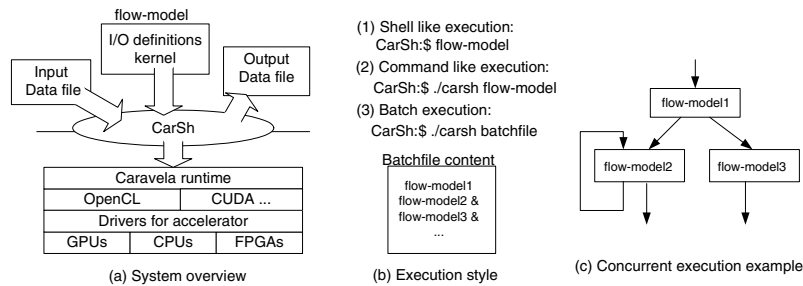 flow-model
I/O definitions
kernel
Input
Data file
Output
Data file
CarSh
Caravela runtime
OpenCL
CUDA ...
Drivers for accelerator
GPUs
CPUs
FPGAs
(a) System overview
(1) Shell like execution:
CarSh:$ flow-model
(2) Command like execution:
CarSh:$ ./carsh flow-model
(3) Batch execution:
CarSh:$ ./carsh batchfile
Batchfile content
flow-model1
flow-model2 &
flow-model3 &
...
(b) Execution style
flow-model1
flow-model2
flow-model3
(c) Concurrent execution example